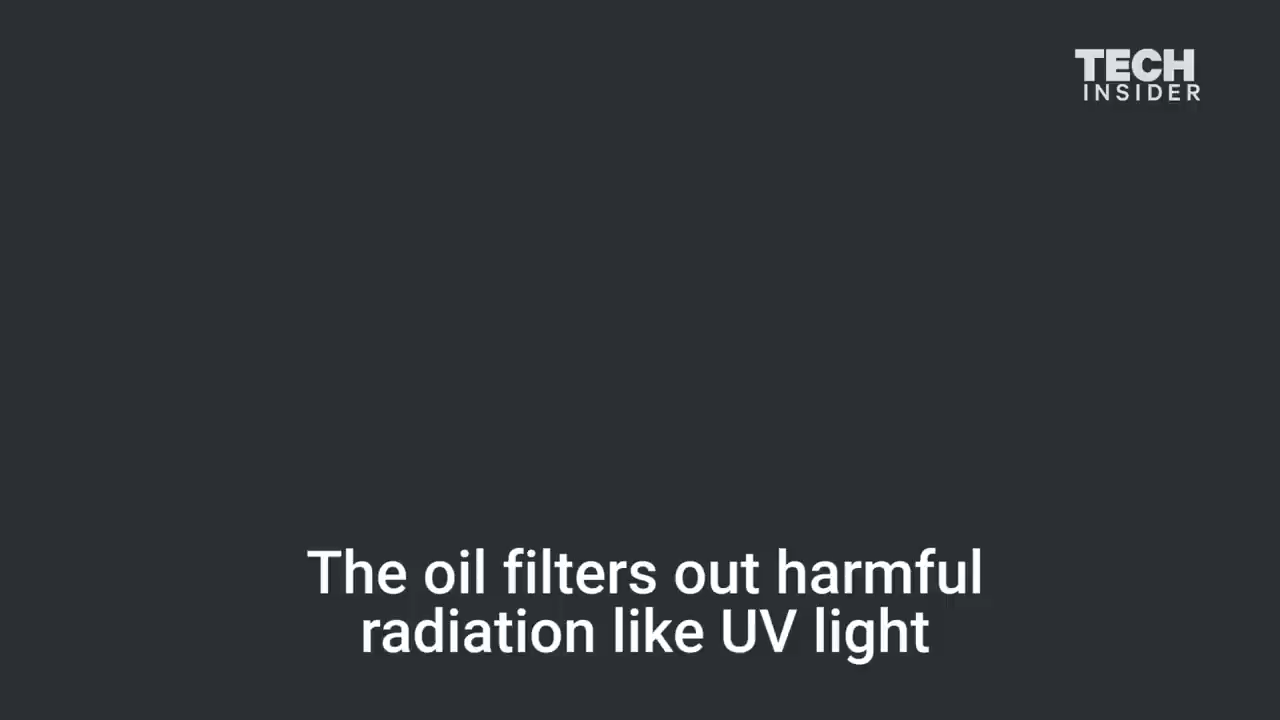 TECH
INSIDER
The oil filters out harmful
radiation like UV light